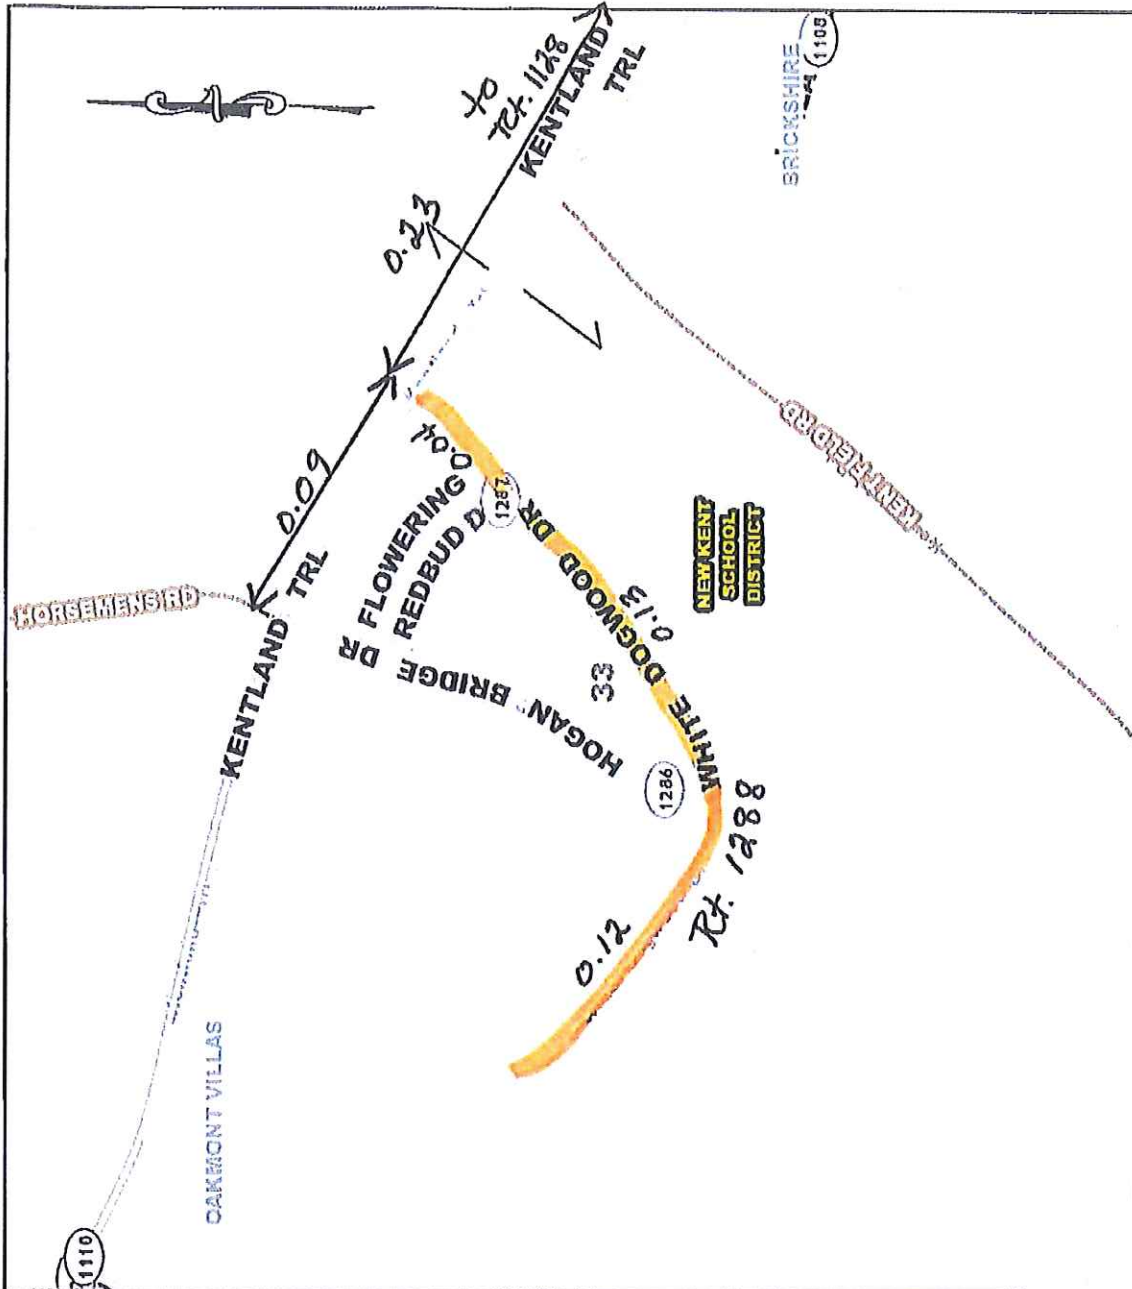 to
Rt. 1128
KENTLAND
TRL
BRICKSHIRE
1108
0.23
0.09
HORSEMENS RD
KENTLAND TRL
0.04
FLOWERING
REDBUD D
1287
HOGAN BRIDGE DR
WHITE DOGWOOD DR
0.13
33
NEW KENT
SCHOOL
DISTRICT
KENTFIELD RD
1286
Rt. 1288
0.12
OAKMONT VILLAS
1110